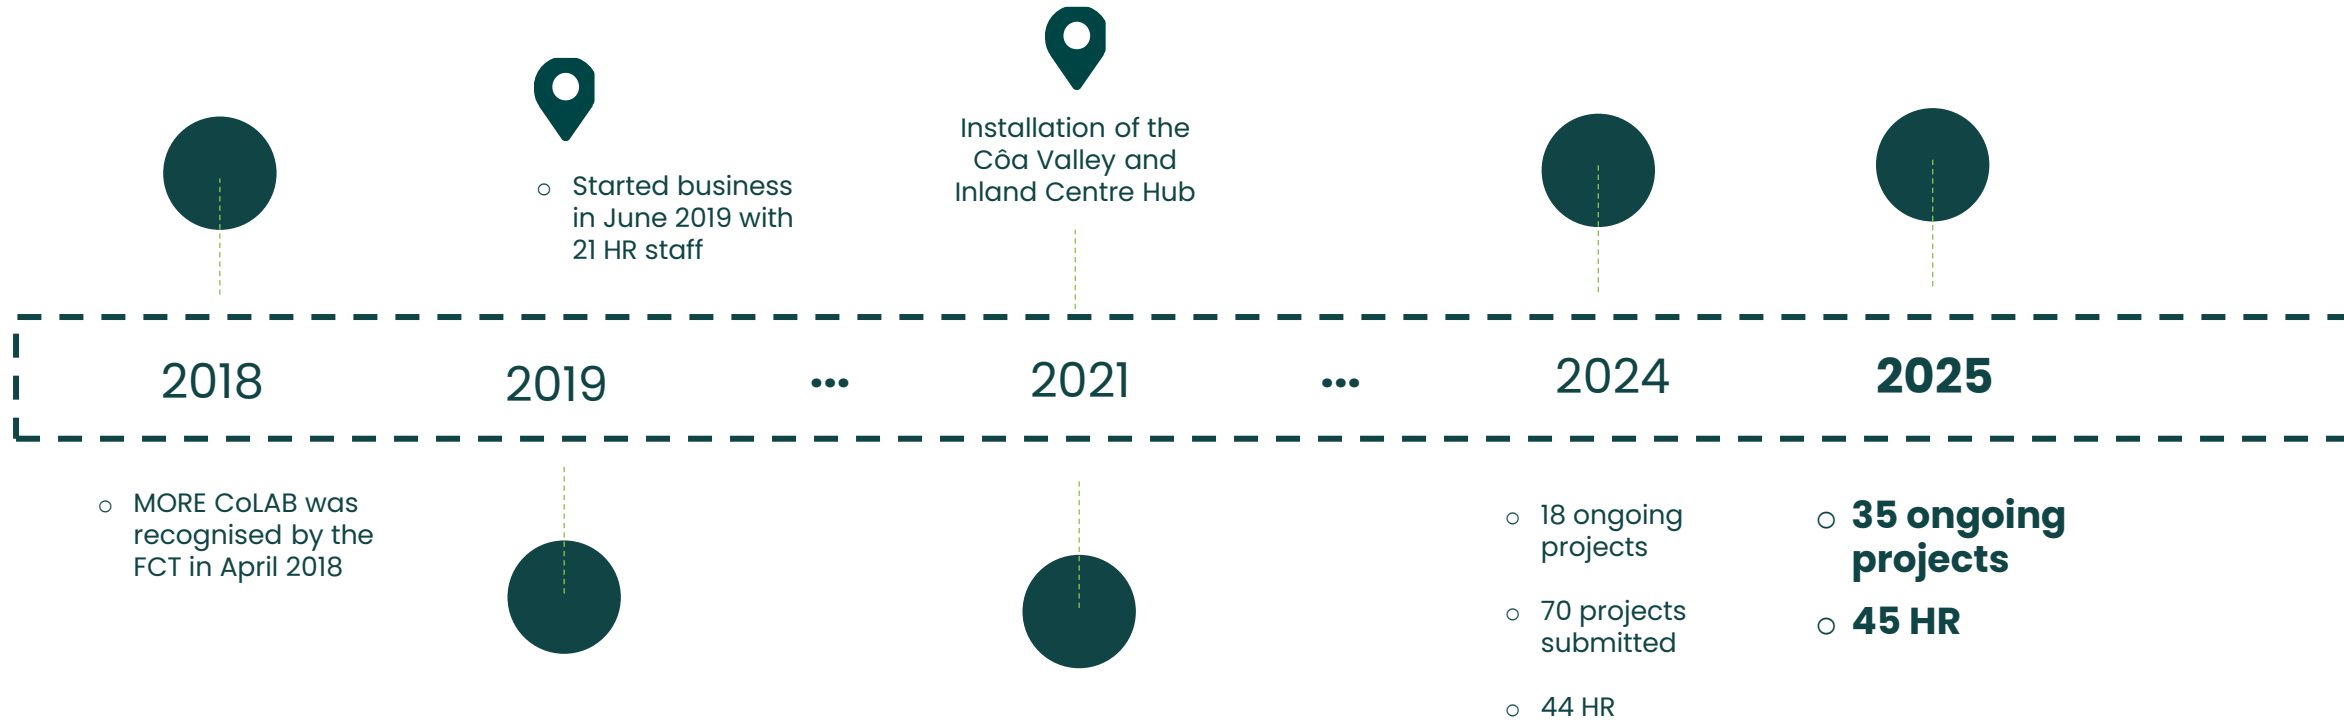 Installation of the
Côa Valley and
Inland Centre Hub
Started business
in June 2019 with
21 HR staff
2018
2019
...
2021
...
2024
2025
MORE CoLAB was
recognised by the
FCT in April 2018
18 ongoing
projects
70 projects
submitted
44 HR
35 ongoing
projects
45 HR